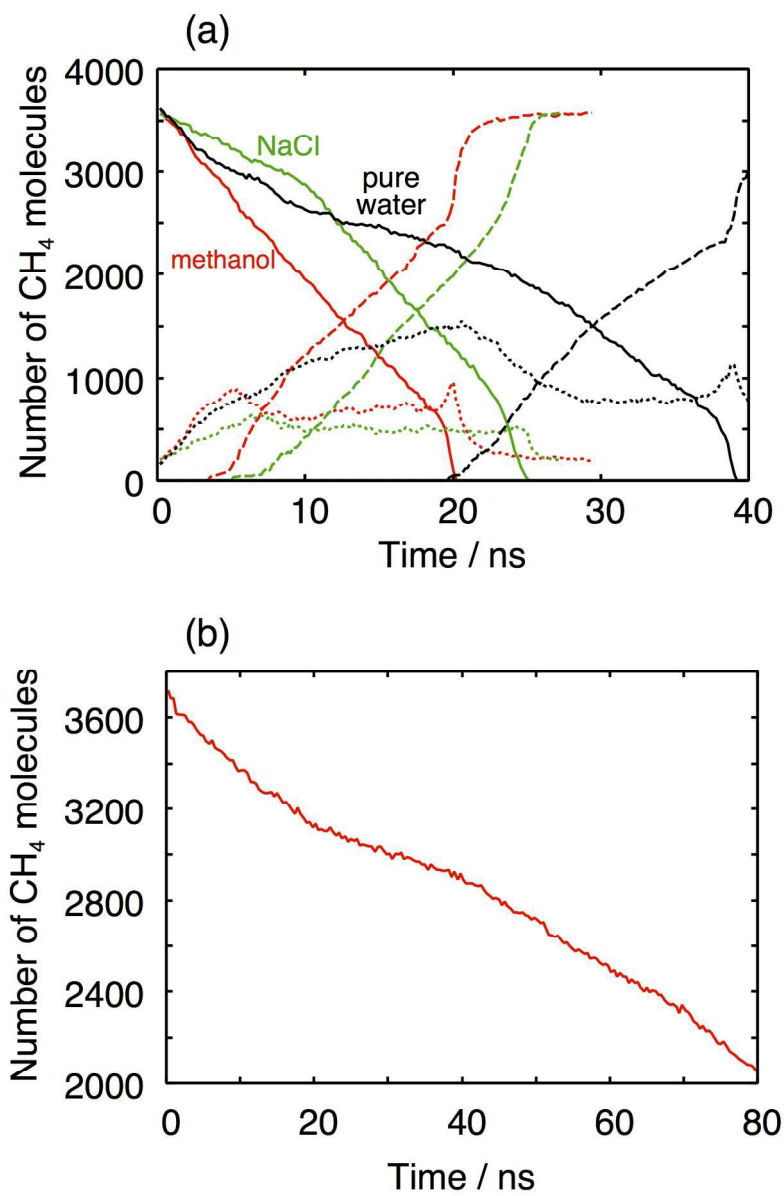 (a)
Number of CH₄ molecules
4000
3000
2000
1000
0
NaCl
pure
water
methanol
0 10 20 30 40
Time / ns
(b)
Number of CH₄ molecules
3600
3200
2800
2400
2000
0 20 40 60 80
Time / ns